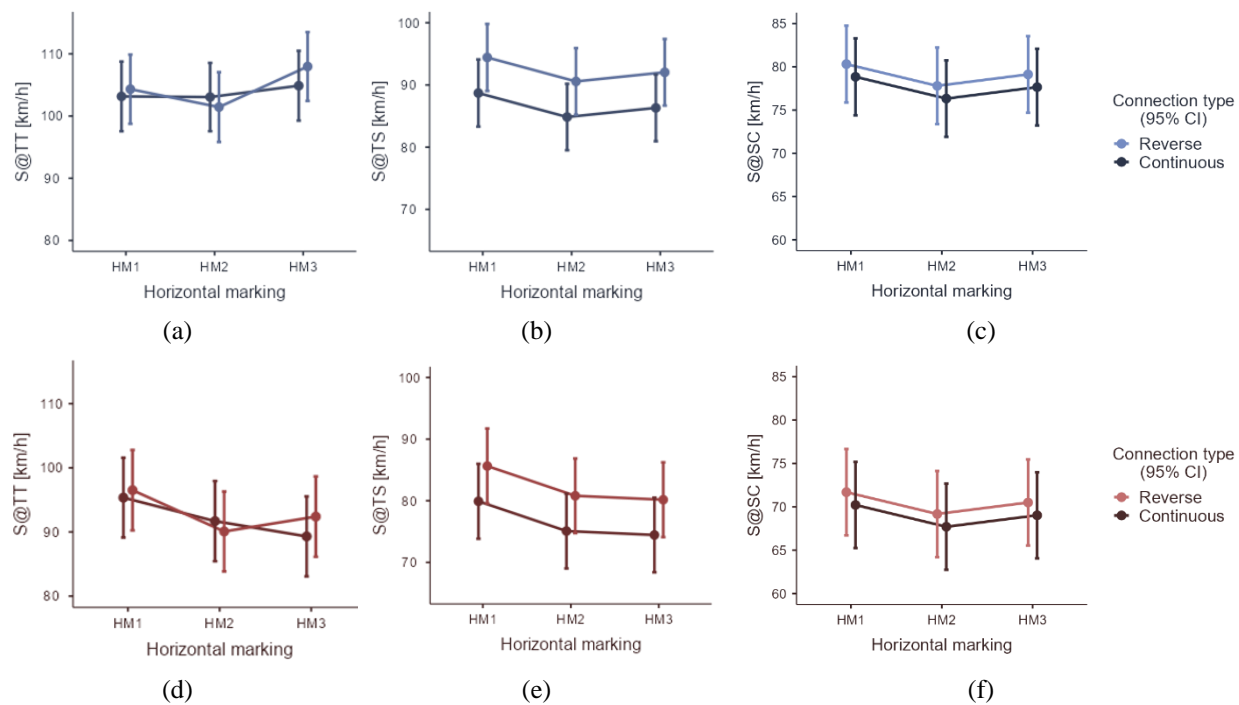 S@TT [km/h]
110
100
90
80
HM1 HM2 HM3
Horizontal marking
(a)
S@TS [km/h]
100
90
80
70
HM1 HM2 HM3
Horizontal marking
(b)
S@SC [km/h]
85
80
75
70
65
60
HM1 HM2 HM3
Horizontal marking
(c)
Connection type
(95% CI)
Reverse
Continuous
S@TT [km/h]
110
100
90
80
HM1 HM2 HM3
Horizontal marking
(d)
S@TS [km/h]
100
90
80
70
HM1 HM2 HM3
Horizontal marking
(e)
S@SC [km/h]
85
80
75
70
65
60
HM1 HM2 HM3
Horizontal marking
(f)
Connection type
(95% CI)
Reverse
Continuous